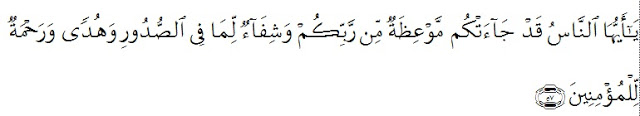 يَـٰٓأَيُّهَا ٱلنَّاسُ قَدْ جَآءَتْكُم مَّوْعِظَةٌ مِّن رَّبِّكُمْ وَشِفَآءٌ لِّمَا فِى ٱلصُّدُورِ وَهُدًى وَرَحْمَةٌ
لِّلْمُؤْمِنِينَ ۝٥٧